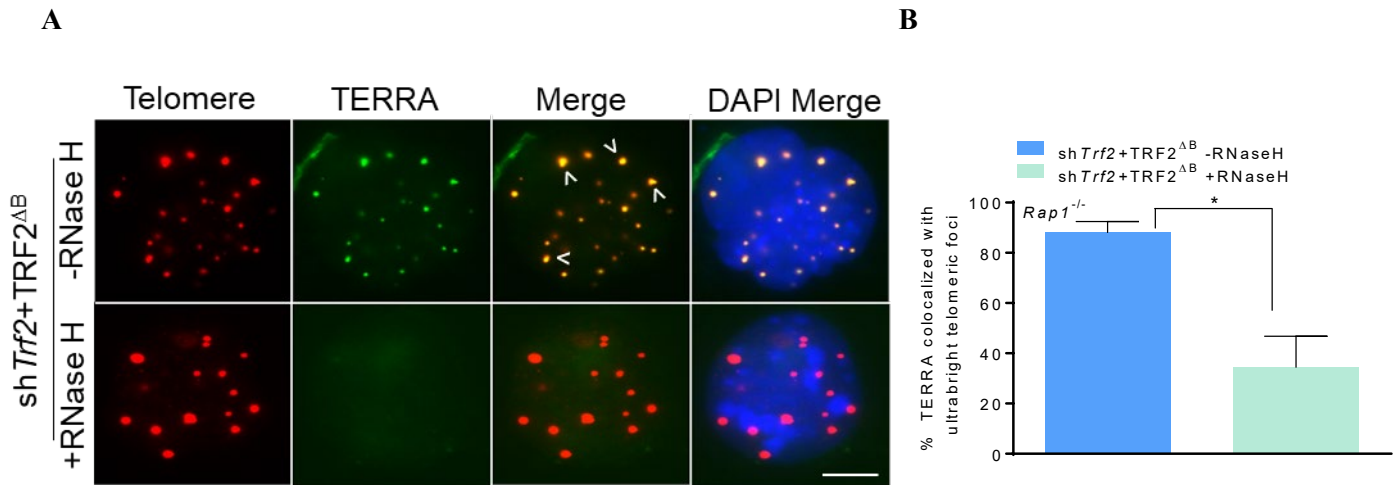 A
B
Telomere TERRA Merge DAPI Merge
shTrf2+TRF2ΔB
-RNase H
+RNase H
shTrf2+TRF2ΔB -RNaseH
shTrf2+TRF2ΔB +RNaseH
% TERRA colocalized with
ultrabright telomeric foci
100
80
60
40
20
0
Rap1-/-
*